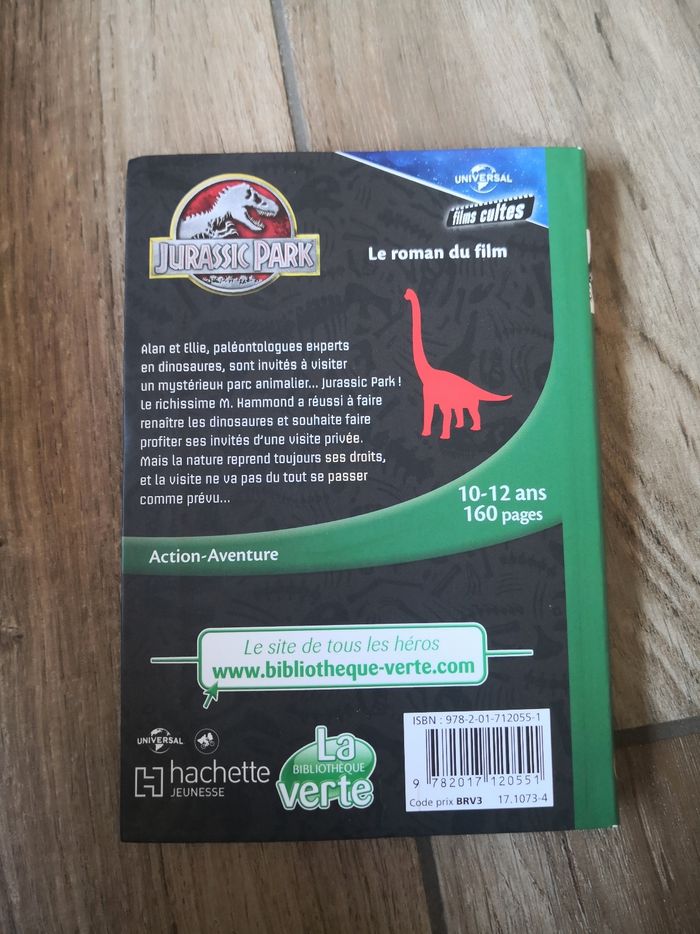 UNIVERSAL
films cultes
JURASSIC PARK
Le roman du film
Alan et Ellie, paléontologues experts
en dinosaures, sont invités à visiter
un mystérieux parc animalier... Jurassic Park !
Le richissime M. Hammond a réussi à faire
renaître les dinosaures et souhaite faire
profiter ses invités d'une visite privée.
Mais la nature reprend toujours ses droits,
et la visite ne va pas du tout se passer
comme prévu...
10-12 ans
160 pages
Action-Aventure
Le site de tous les héros
www.bibliotheque-verte.com
UNIVERSAL
hachette
JEUNESSE
La
BIBLIOTHÈQUE
verte
ISBN : 978-2-01-712055-1
9 782017 120551
Code prix BRV3 17.1073-4